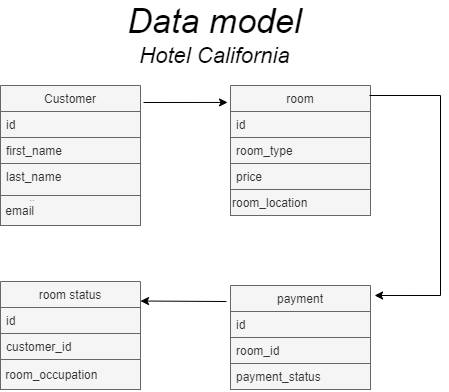 Data model
Hotel California
Customer
id
first_name
last_name
email
room
id
room_type
price
room_location
room status
id
customer_id
room_occupation
payment
id
room_id
payment_status